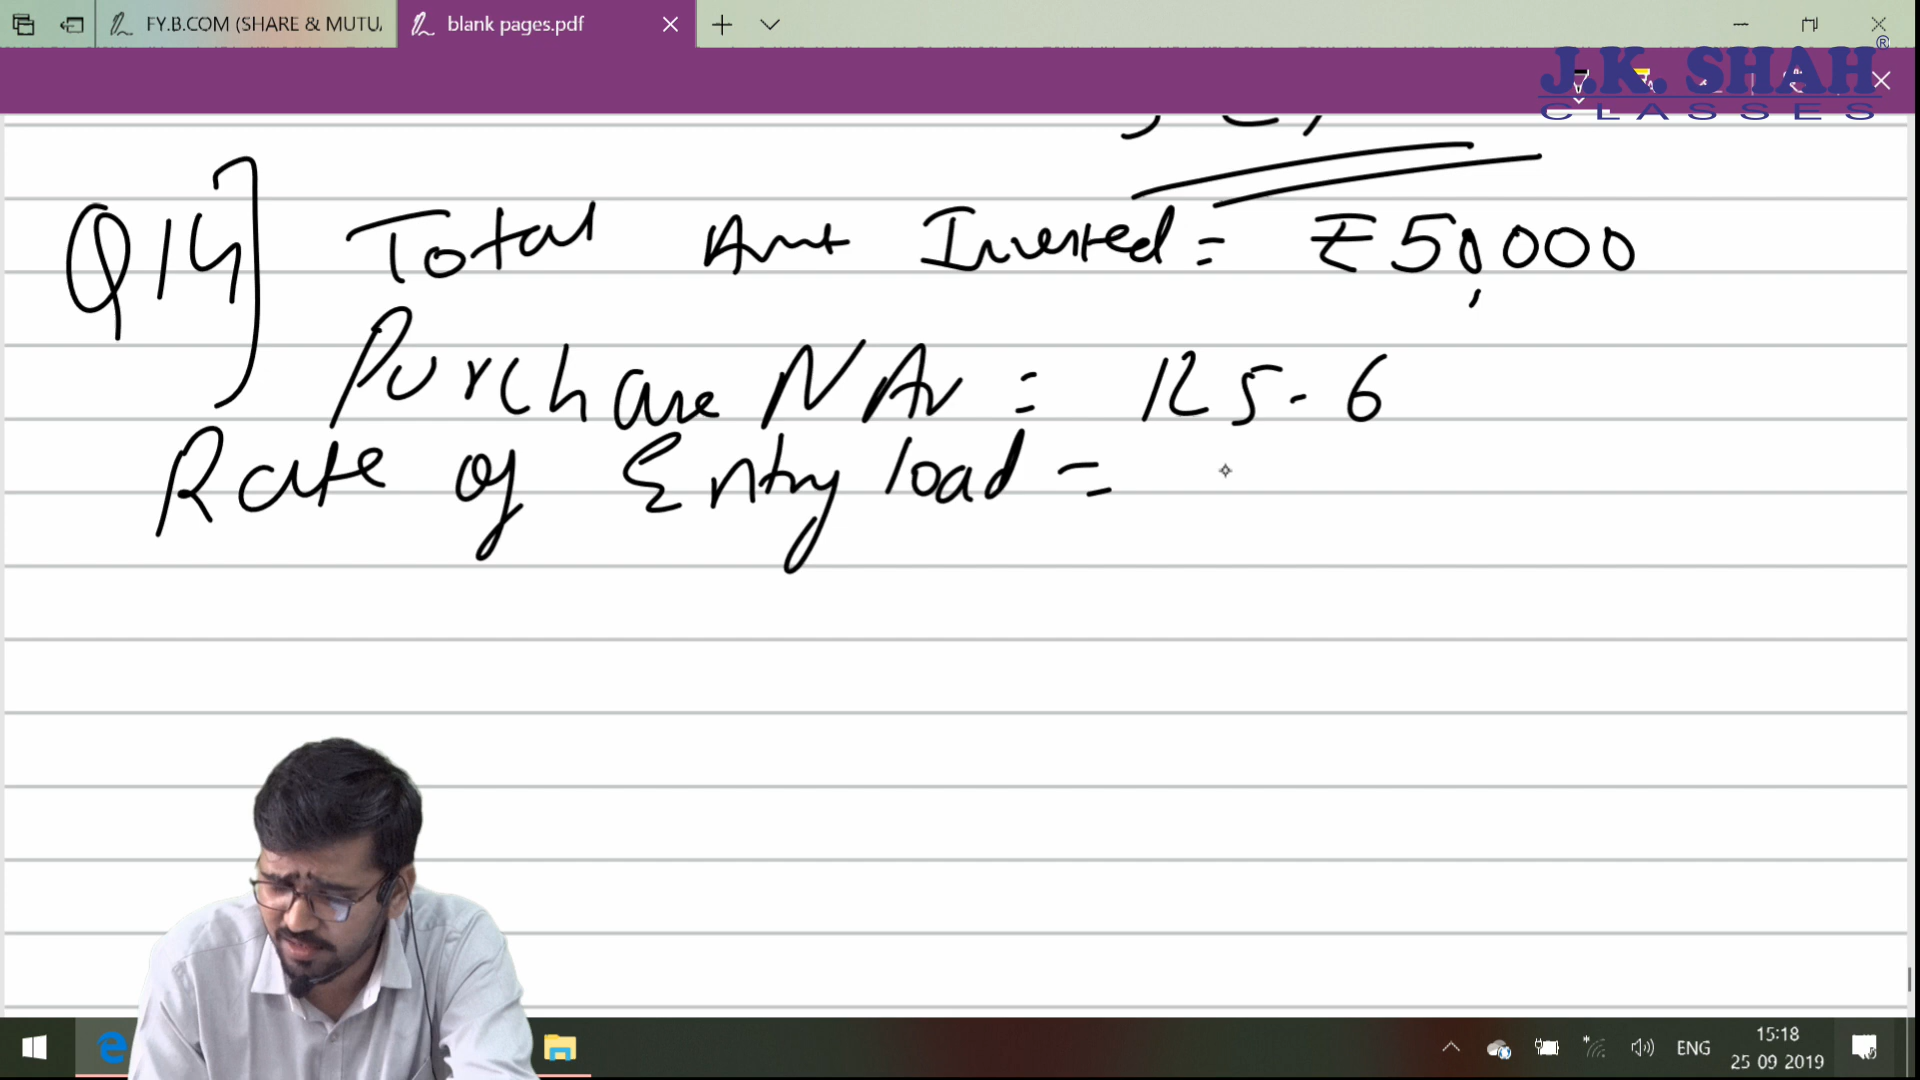 FY.B.COM (SHARE & MUTU
blank pages.pdf
J.K. SHAH®
CLASSES
Q14] Total Amt Invested = ₹50,000
Purchase NAV = 125.6
Rate of Entry load =
ENG
15:18
25 09 2019